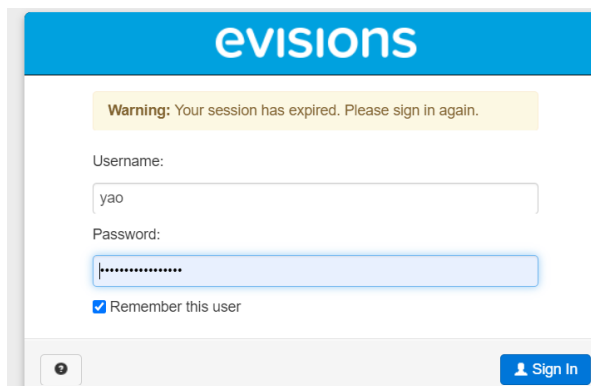 evisions
Warning: Your session has expired. Please sign in again.
Username:
yao
Password:
•••••••••••••••••
Remember this user
? Sign In